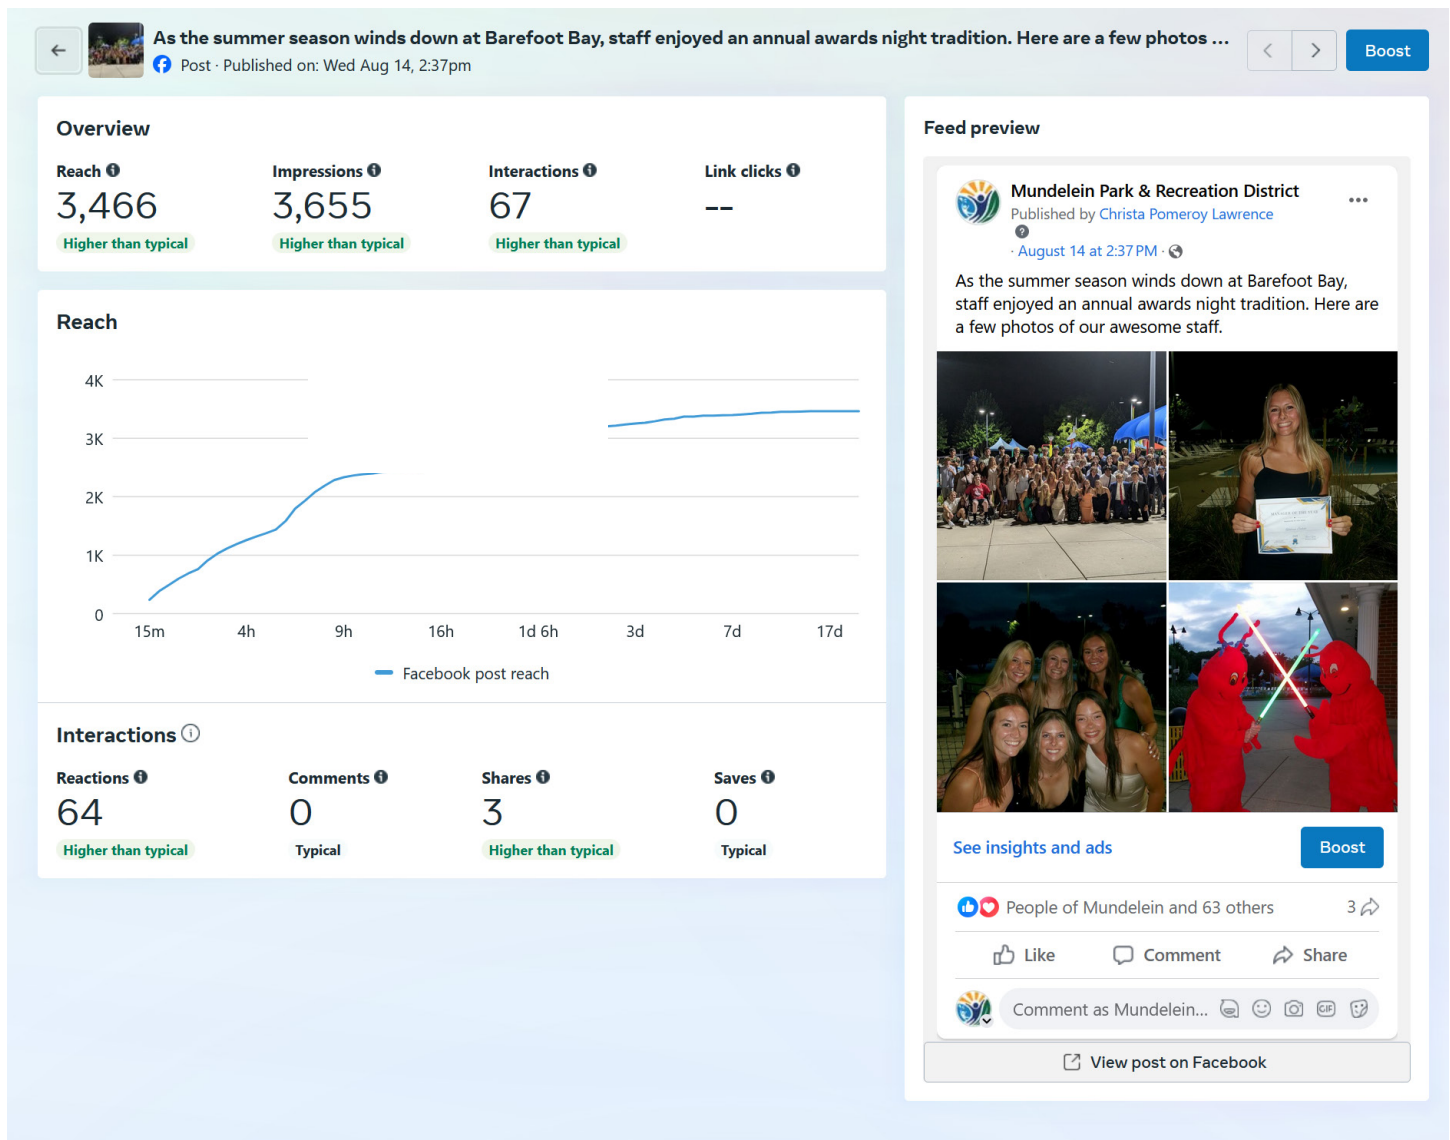 As the summer season winds down at Barefoot Bay, staff enjoyed an annual awards night tradition. Here are a few photos ...
Post · Published on: Wed Aug 14, 2:37pm
Boost
Overview
Reach
Impressions
Interactions
Link clicks
3,466
3,655
67
--
Higher than typical
Higher than typical
Higher than typical
Reach
4K
3K
2K
1K
0
15m
4h
9h
16h
1d 6h
3d
7d
17d
Facebook post reach
Interactions
Reactions
Comments
Shares
Saves
64
0
3
0
Higher than typical
Typical
Higher than typical
Typical
Feed preview
Mundelein Park & Recreation District
Published by Christa Pomeroy Lawrence
· August 14 at 2:37 PM ·
As the summer season winds down at Barefoot Bay,
staff enjoyed an annual awards night tradition. Here are
a few photos of our awesome staff.
See insights and ads
Boost
People of Mundelein and 63 others
3
Like
Comment
Share
Comment as Mundelein...
GIF
View post on Facebook